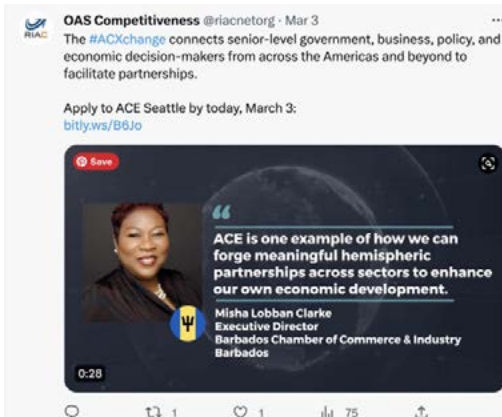 OAS Competitiveness @riacnetorg · Mar 3
RIAC
The #ACXchange connects senior-level government, business, policy, and
economic decision-makers from across the Americas and beyond to
facilitate partnerships.
Apply to ACE Seattle by today, March 3:
bitly.ws/B6Jo
Save
“
ACE is one example of how we can
forge meaningful hemispheric
partnerships across sectors to enhance
our own economic development.
Misha Lobban Clarke
Executive Director
Barbados Chamber of Commerce & Industry
Barbados
0:28
1
1
75